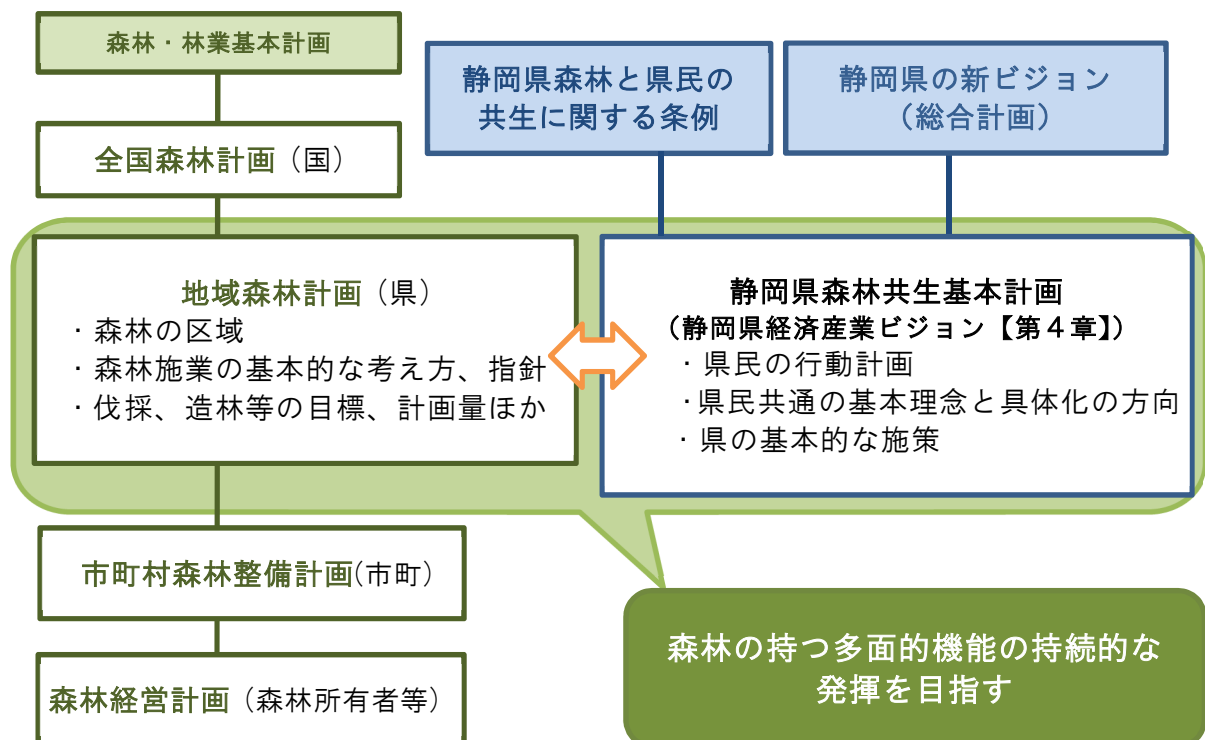 森林・林業基本計画
全国森林計画（国）
静岡県森林と県民の
共生に関する条例
静岡県の新ビジョン
（総合計画）
地域森林計画（県）
・森林の区域
・森林施業の基本的な考え方、指針
・伐採、造林等の目標、計画量ほか
静岡県森林共生基本計画
（静岡県経済産業ビジョン【第４章】）
・県民の行動計画
・県民共通の基本理念と具体化の方向
・県の基本的な施策
市町村森林整備計画(市町）
森林経営計画（森林所有者等）
森林の持つ多面的機能の持続的な
発揮を目指す